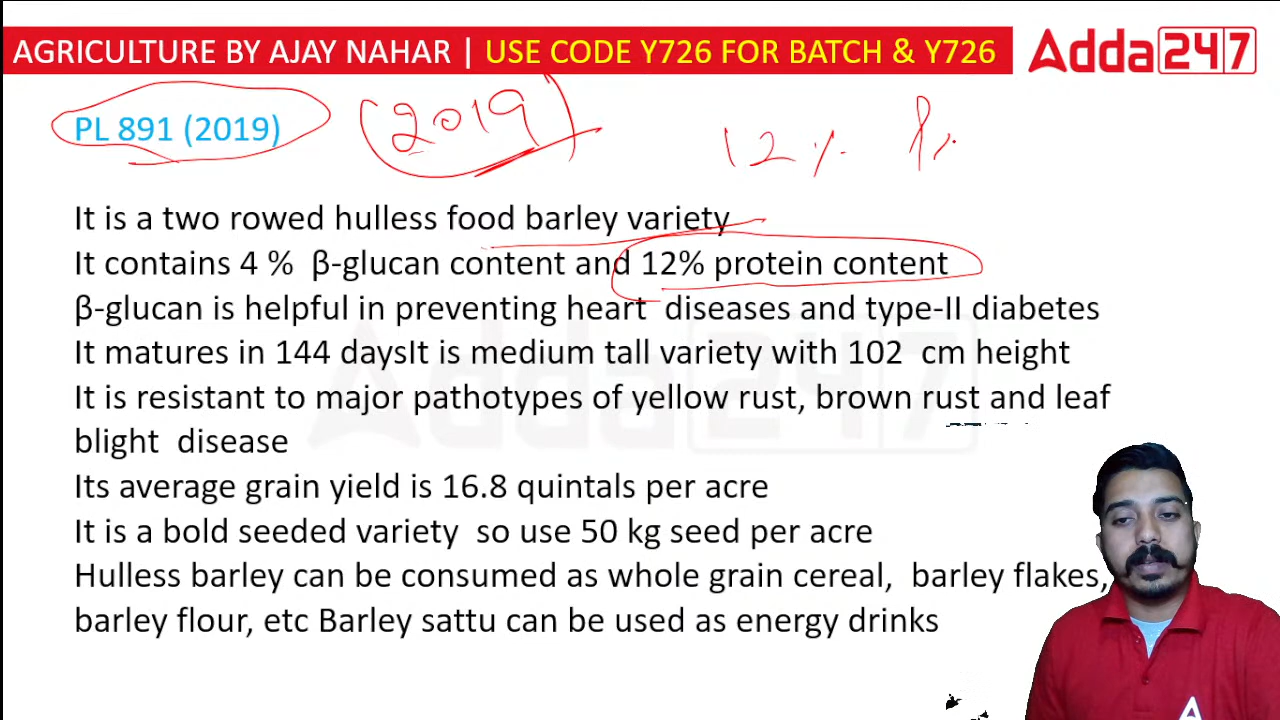 AGRICULTURE BY AJAY NAHAR | USE CODE Y726 FOR BATCH & Y726
Adda247
PL 891 (2019)
(2019)
12%
It is a two rowed hulless food barley variety
It contains 4 % β-glucan content and 12% protein content
β-glucan is helpful in preventing heart diseases and type-II diabetes
It matures in 144 daysIt is medium tall variety with 102 cm height
It is resistant to major pathotypes of yellow rust, brown rust and leaf
blight disease
Its average grain yield is 16.8 quintals per acre
It is a bold seeded variety so use 50 kg seed per acre
Hulless barley can be consumed as whole grain cereal, barley flakes,
barley flour, etc Barley sattu can be used as energy drinks
Adda247